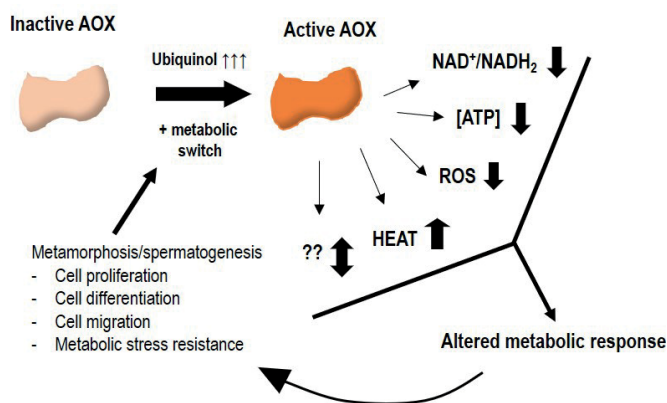 Inactive AOX
Active AOX
Ubiquinol ↑↑↑
+ metabolic
switch
NAD⁺/NADH₂
[ATP]
ROS
HEAT
??
Metamorphosis/spermatogenesis
- Cell proliferation
- Cell differentiation
- Cell migration
- Metabolic stress resistance
Altered metabolic response